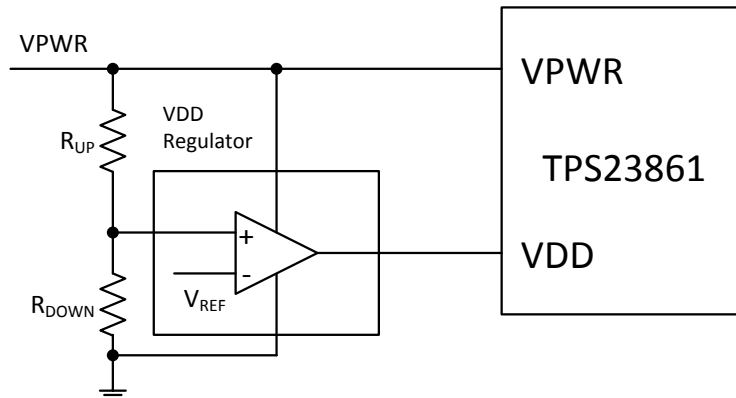 VPWR
VPWR
VDD
Regulator
R_UP
TPS23861
+
VDD
-
V_REF
R_DOWN